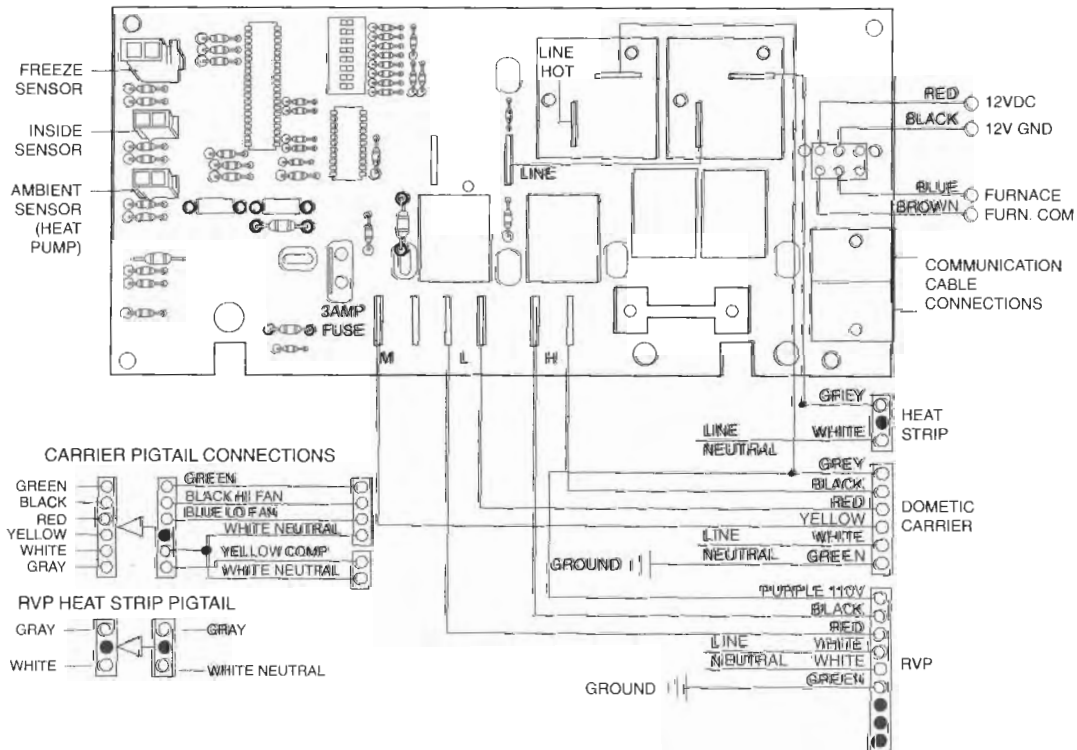 FREEZE
SENSOR
INSIDE
SENSOR
AMBIENT
SENSOR
(HEAT
PUMP)
LINE
HOT
LINE
3AMP
FUSE
M
L
H
RED
12VDC
BLACK
12V GND
BLUE
FURNACE
BROWN
FURN. COM
COMMUNICATION
CABLE
CONNECTIONS
GREY
HEAT
STRIP
LINE
NEUTRAL
WHITE
GREY
BLACK
RED
YELLOW
DOMETIC
CARRIER
LINE
NEUTRAL
WHITE
GREEN
GROUND
PURPLE 110V
BLACK
RED
LINE
NEUTRAL
WHITE
WHITE
GREEN
RVP
GROUND
CARRIER PIGTAIL CONNECTIONS
GREEN
BLACK
RED
YELLOW
WHITE
GRAY
GREEN
BLACK HI FAN
BLUE LO FAN
WHITE NEUTRAL
YELLOW COMP
WHITE NEUTRAL
RVP HEAT STRIP PIGTAIL
GRAY
WHITE
GRAY
WHITE NEUTRAL